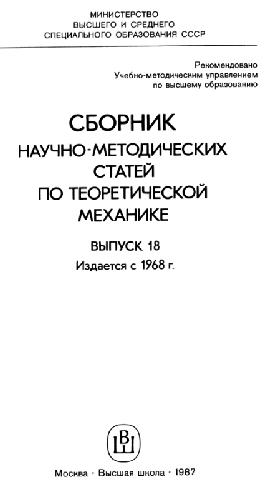 МИНИСТЕРСТВО
ВЫСШЕГО И СРЕДНЕГО
СПЕЦИАЛЬНОГО ОБРАЗОВАНИЯ СССР
Рекомендовано
Учебно-методическим управлением
по высшему образованию
СБОРНИК
НАУЧНО-МЕТОДИЧЕСКИХ
СТАТЕЙ
ПО ТЕОРЕТИЧЕСКОЙ
МЕХАНИКЕ
ВЫПУСК 18
Издается с 1968 г.
ВШ
Москва · Высшая школа · 1987